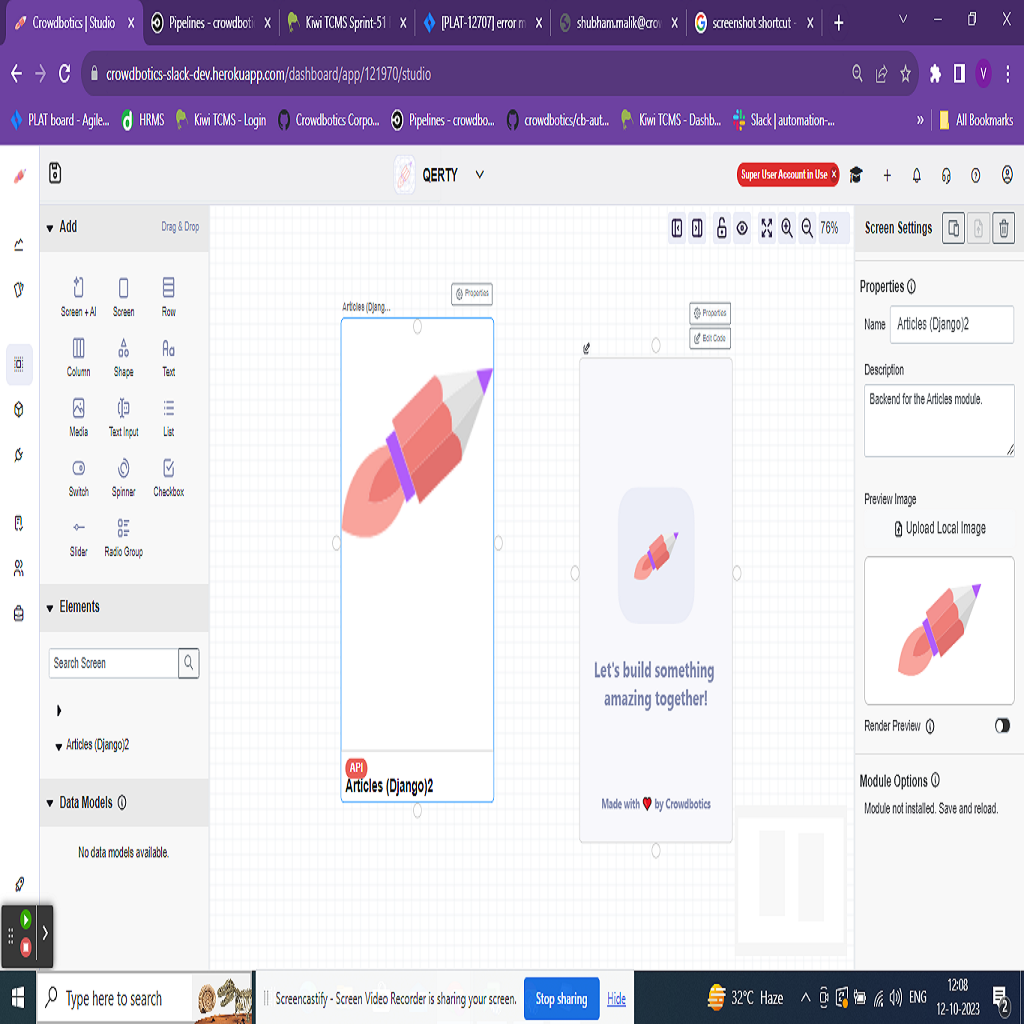 Crowdbotics | Studio
Pipelines - crowdboti
Kiwi TCMS Sprint-51
[PLAT-12707] error m
shubham.malik@crow
screenshot shortcut -
crowdbotics-slack-dev.herokuapp.com/dashboard/app/121970/studio
V
PLAT board - Agile...
HRMS
Kiwi TCMS - Login
Crowdbotics Corpo...
Pipelines - crowdbo...
crowdbotics/cb-aut...
Kiwi TCMS - Dashb...
Slack | automation-...
»
All Bookmarks
QERTY
Super User Account in Use x
Add
Drag & Drop
76%
Screen Settings
Screen + AI
Screen
Row
Column
Shape
Text
Media
Text Input
List
Switch
Spinner
Checkbox
Slider
Radio Group
Elements
Search Screen
Articles (Django)2
Data Models
No data models available.
Articles (Djang...
Properties
API
Articles (Django)2
Properties
Edit Code
Let's build something
amazing together!
Made with ❤ by Crowdbotics
Properties
Name
Articles (Django)2
Description
Backend for the Articles module.
Preview Image
Upload Local Image
Render Preview
Module Options
Module not installed. Save and reload.
Type here to search
Screencastify - Screen Video Recorder is sharing your screen.
Stop sharing
Hide
32°C Haze
ENG
12:08
12-10-2023
2